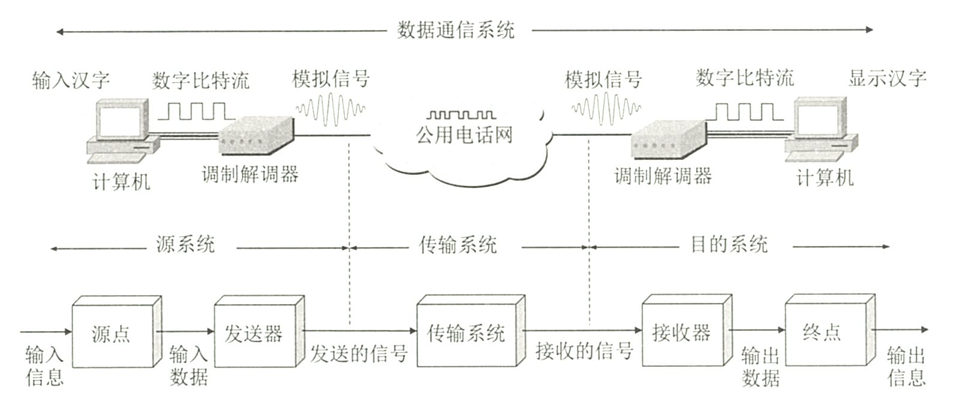 数据通信系统
输入汉字
数字比特流
模拟信号
模拟信号
数字比特流
显示汉字
公用电话网
计算机
调制解调器
调制解调器
计算机
源系统
传输系统
目的系统
源点
发送器
传输系统
接收器
终点
输入
信息
输入
数据
发送的信号
接收的信号
输出
数据
输出
信息